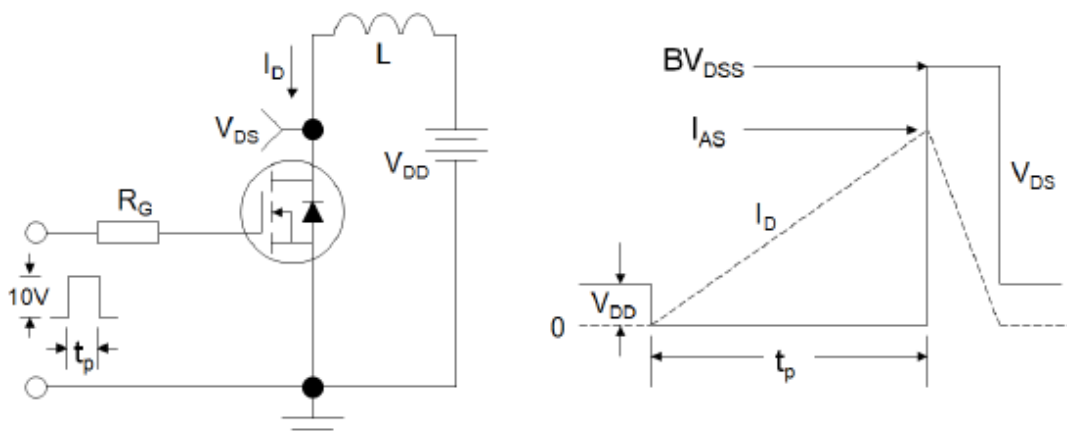 L
I_D
V_DS
V_DD
R_G
10V
t_p
BV_DSS
I_AS
V_DS
I_D
V_DD
0
t_p